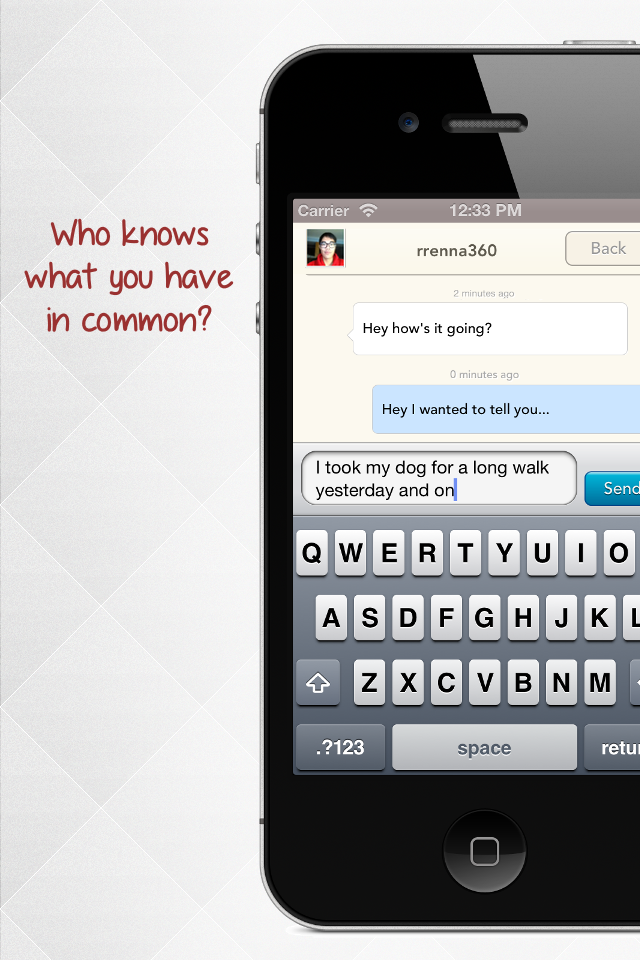 Who knows
what you have
in common?
Carrier 12:33 PM
rrenna360 Back
2 minutes ago
Hey how's it going?
0 minutes ago
Hey I wanted to tell you...
I took my dog for a long walk
yesterday and on
Send
Q W E R T Y U I O
A S D F G H J K L
Z X C V B N M
.?123 space retu